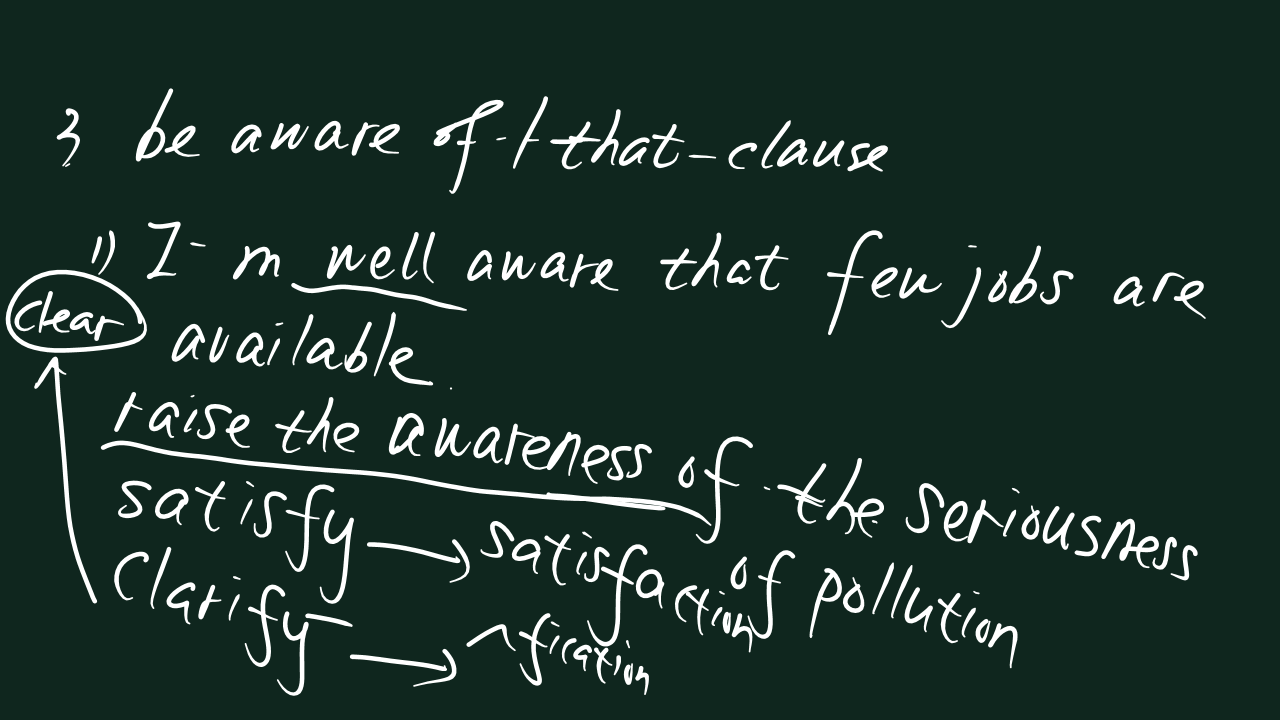 3 be aware of / that-clause
1) I'm well aware that few jobs are
clear
available.
raise the awareness of the seriousness
of pollution
satisfy → satisfaction
clarify → ~fication